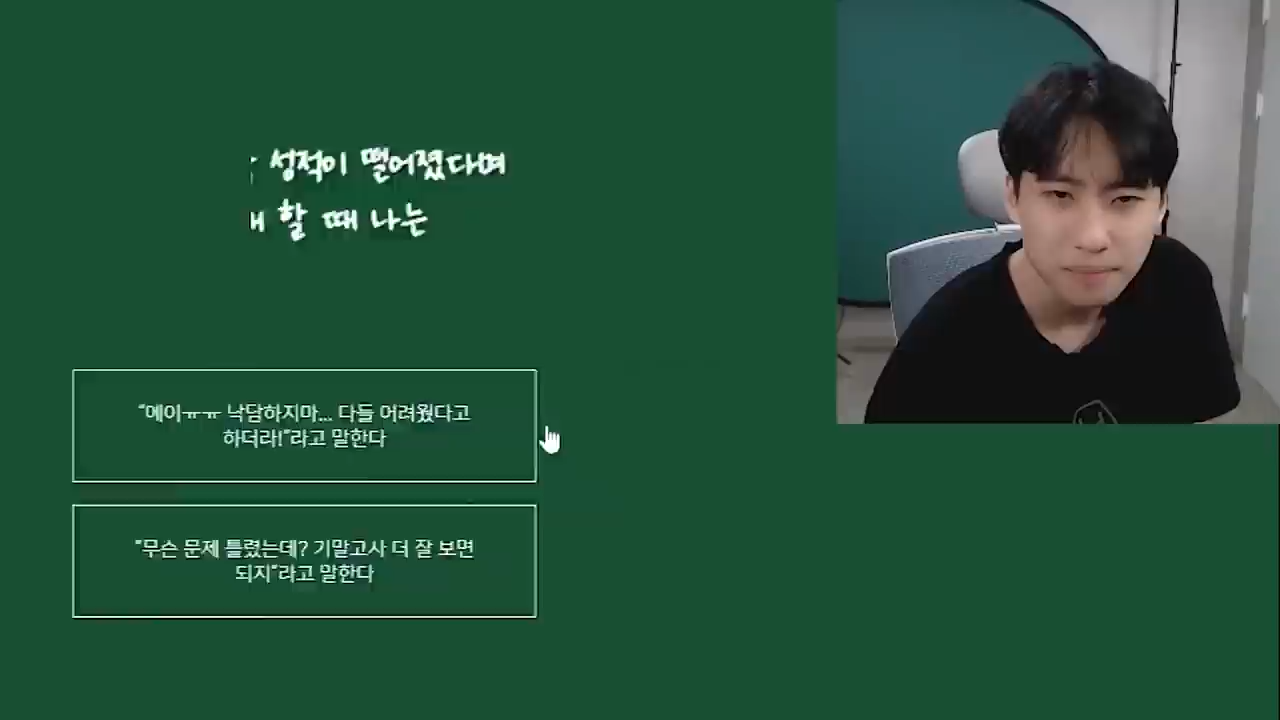 성적이 떨어졌다며
할 때 나는
"에이ㅠㅠ 낙담하지마... 다들 어려웠다고
하더라!"라고 말한다
"무슨 문제 틀렸는데? 기말고사 더 잘 보면
되지"라고 말한다